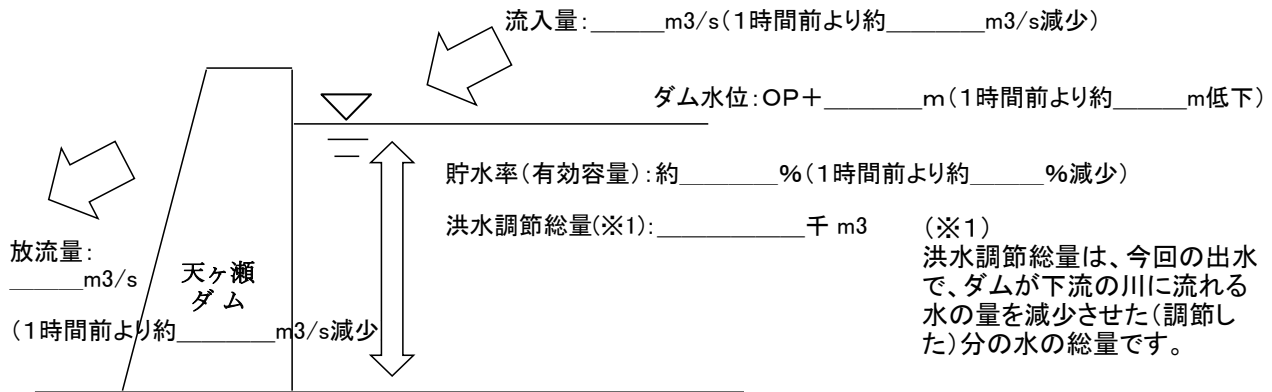 流入量：______m3/s（１時間前より約________m3/s減少）
ダム水位：OP＋________ｍ（１時間前より約______m低下）
貯水率（有効容量）：約________％（１時間前より約______％減少）
洪水調節総量(※1)：____________千 m3
（※１）
洪水調節総量は、今回の出水
で、ダムが下流の川に流れる
水の量を減少させた（調節し
た）分の水の総量です。
放流量：
______m3/s
（１時間前より約________m3/s減少
天ヶ瀬
ダム